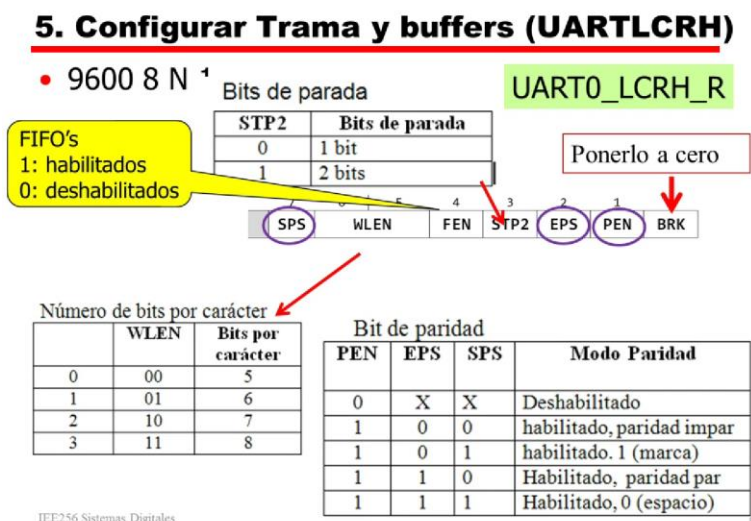 5. Configurar Trama y buffers (UARTLCRH)
• 9600 8 N 1
Bits de parada
UART0_LCRH_R
STP2 Bits de parada
0 1 bit
1 2 bits
FIFO's
1: habilitados
0: deshabilitados
Ponerlo a cero
4 3 2 1
SPS WLEN FEN STP2 EPS PEN BRK
Número de bits por carácter
WLEN Bits por
carácter
0 00 5
1 01 6
2 10 7
3 11 8
Bit de paridad
PEN EPS SPS Modo Paridad
0 X X Deshabilitado
1 0 0 habilitado, paridad impar
1 0 1 habilitado. 1 (marca)
1 1 0 Habilitado, paridad par
1 1 1 Habilitado, 0 (espacio)
IEE256 Sistemas Digitales